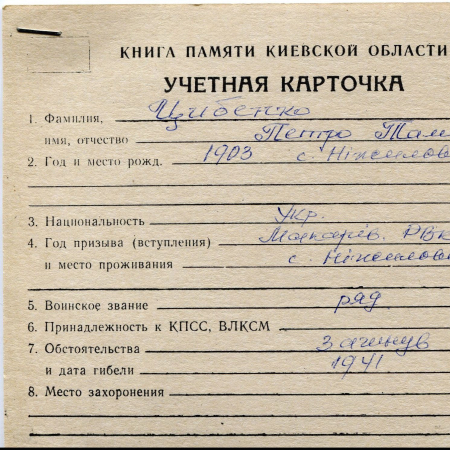 КНИГА ПАМЯТИ КИЕВСКОЙ ОБЛАСТИ
УЧЕТНАЯ КАРТОЧКА
1. Фамилия, Цибенко
имя, отчество Петро
2. Год и место рожд. 1903 с.
3. Национальность Укр.
4. Год призыва (вступления) Макарів. РВК
и место проживания с.
5. Воинское звание ряд.
6. Принадлежность к КПСС, ВЛКСМ
7. Обстоятельства Загинув
и дата гибели 1941
8. Место захоронения